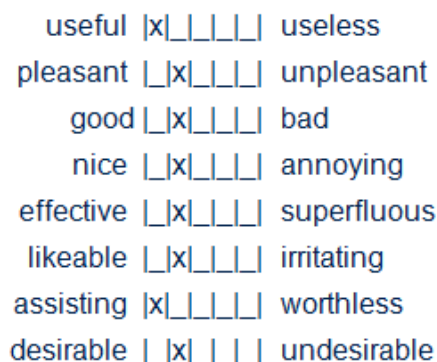 useful |x|_|_|_|_| useless
pleasant |_|x|_|_|_| unpleasant
good |_|x|_|_|_| bad
nice |_|x|_|_|_| annoying
effective |_|x|_|_|_| superfluous
likeable |_|x|_|_|_| irritating
assisting |x|_|_|_|_| worthless
desirable |_|x|_|_|_| undesirable